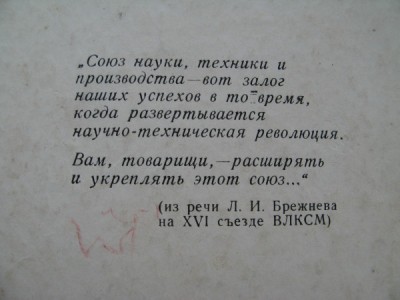 „Союз науки, техники и
производства—вот залог
наших успехов в то время,
когда развертывается
научно-техническая революция.
Вам, товарищи,—расширять
и укреплять этот союз...“
(из речи Л. И. Брежнева
на XVI съезде ВЛКСМ)